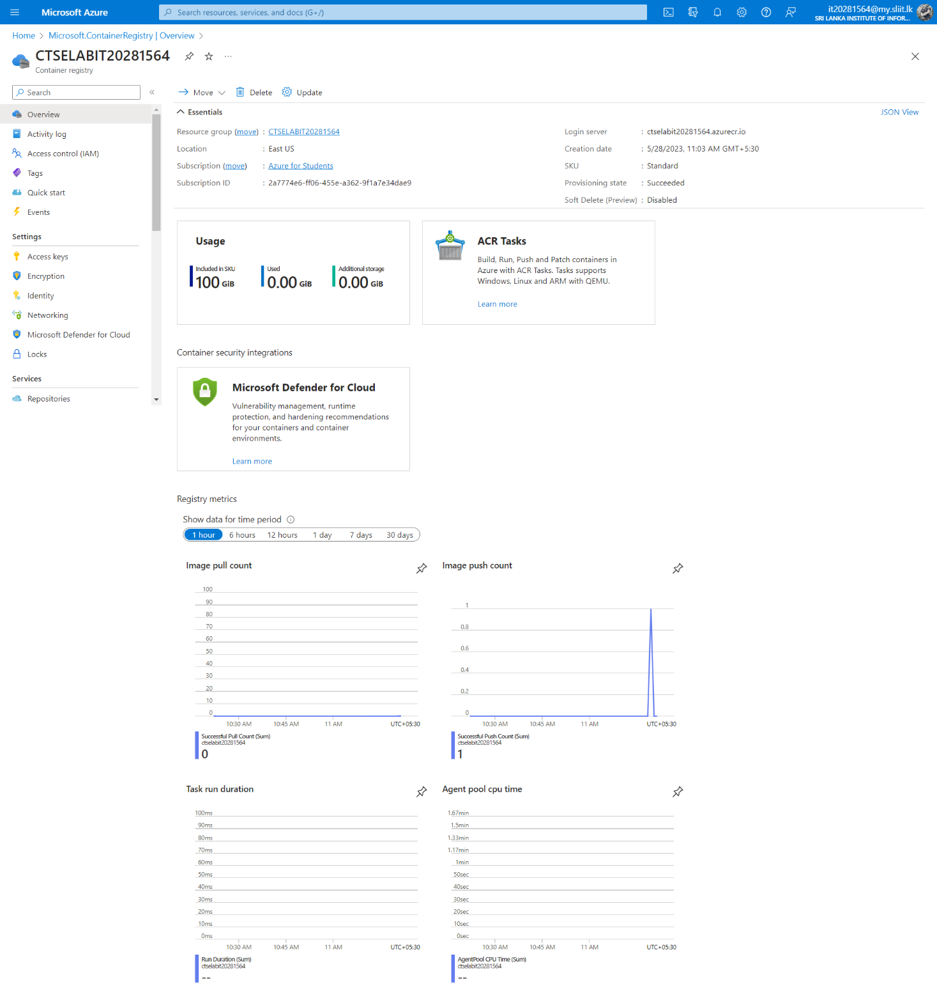 Microsoft Azure
Search resources, services, and docs (G+/)
it20281564@my.sliit.lk
SRI LANKA INSTITUTE OF INFOR...
Home > Microsoft.ContainerRegistry | Overview >
CTSELABIT20281564
Container registry
Search
«
Overview
Activity log
Access control (IAM)
Tags
Quick start
Events
Settings
Access keys
Encryption
Identity
Networking
Microsoft Defender for Cloud
Locks
Services
Repositories
Move
Delete
Update
Essentials
JSON View
Resource group (move) : CTSELABIT20281564
Location : East US
Subscription (move) : Azure for Students
Subscription ID : 2a7774e6-ff06-455e-a362-9f1a7e34dae9
Login server : ctselabit20281564.azurecr.io
Creation date : 5/28/2023, 11:03 AM GMT+5:30
SKU : Standard
Provisioning state : Succeeded
Soft Delete (Preview) : Disabled
Usage
Included in SKU
100 GiB
Used
0.00 GiB
Additional storage
0.00 GiB
ACR Tasks
Build, Run, Push and Patch containers in
Azure with ACR Tasks. Tasks supports
Windows, Linux and ARM with QEMU.
Learn more
Container security integrations
Microsoft Defender for Cloud
Vulnerability management, runtime
protection, and hardening recommendations
for your containers and container
environments.
Learn more
Registry metrics
Show data for time period
1 hour 6 hours 12 hours 1 day 7 days 30 days
Image pull count
100
90
80
70
60
50
40
30
20
10
0
10:30 AM 10:45 AM 11 AM UTC+05:30
Successful Pull Count (Sum)
ctselabit20281564
0
Image push count
1
0.8
0.6
0.4
0.2
0
10:30 AM 10:45 AM 11 AM UTC+05:30
Successful Push Count (Sum)
ctselabit20281564
1
Task run duration
100ms
90ms
80ms
70ms
60ms
50ms
40ms
30ms
20ms
10ms
0ms
10:30 AM 10:45 AM 11 AM UTC+05:30
Run Duration (Sum)
ctselabit20281564
--
Agent pool cpu time
1.67min
1.5min
1.33min
1.17min
1min
50sec
40sec
30sec
20sec
10sec
0sec
10:30 AM 10:45 AM 11 AM UTC+05:30
AgentPool CPU Time (Sum)
ctselabit20281564
--